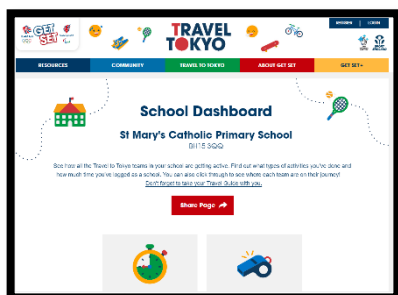 GET SET
TRAVEL TOKYO
REGISTER | LOGIN
RESOURCES COMMUNITY TRAVEL TO TOKYO ABOUT GET SET GET SET+
School Dashboard
St Mary's Catholic Primary School
BH15 5QQ
See how all the Travel to Tokyo teams in your school are getting active. Find out what types of activities you've done and
how much time you've logged as a school. You can also click through to see where each team are on their journey!
Don't forget to take your Travel Guide with you.
Share Page